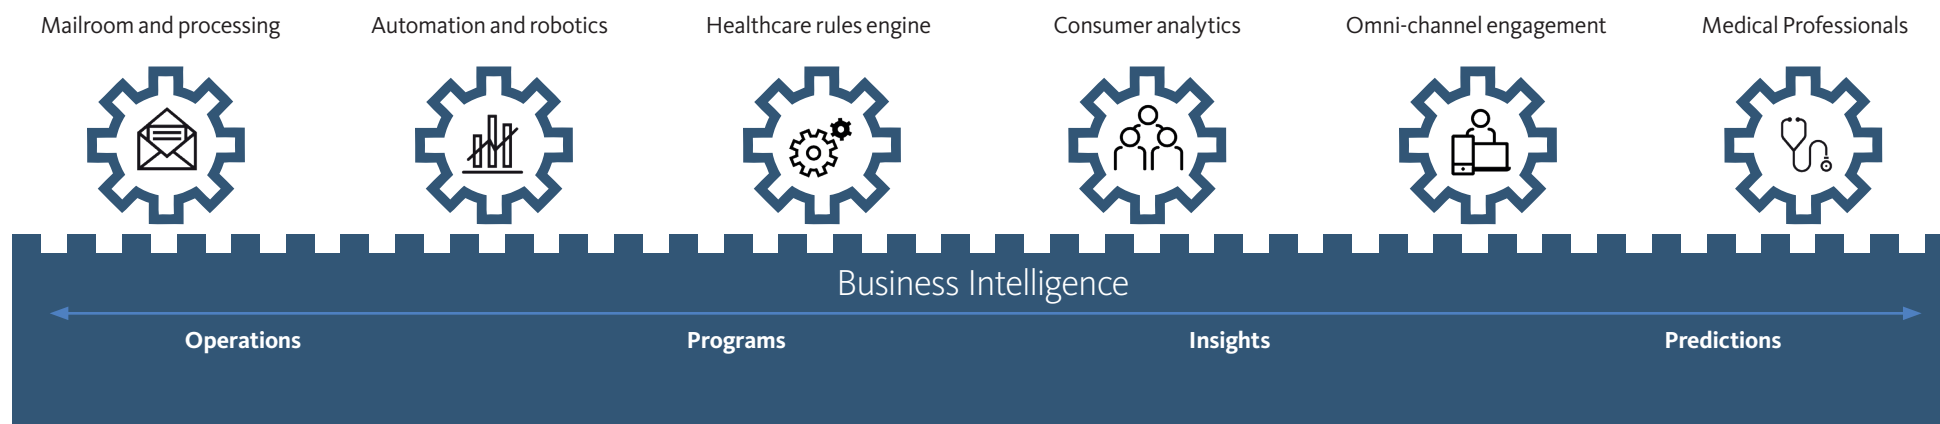 Mailroom and processing
Automation and robotics
Healthcare rules engine
Consumer analytics
Omni-channel engagement
Medical Professionals
Business Intelligence
Operations
Programs
Insights
Predictions